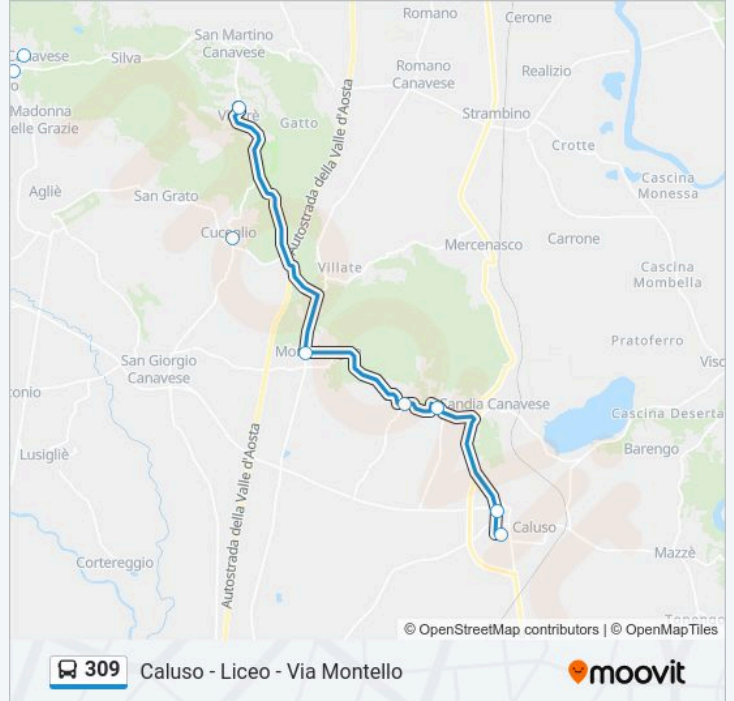 Romano
Cerone
San Martino
Canavese
Silva
Romano
Canavese
Realizio
Strambino
Madonna
elle Grazie
Gatto
Crotte
Autostrada della Valle d'Aosta
Cascina
Monessa
Agliè
San Grato
Cuceglio
Mercenasco
Carrone
Villate
Cascina
Mombella
San Giorgio
Canavese
Pratoferro
Candia Canavese
Cascina Deserta
Barengo
Lusigliè
Autostrada della Valle d'Aosta
Caluso
Mazzè
Cortereggio
© OpenStreetMap contributors | © OpenMapTiles
309 Caluso - Liceo - Via Montello
moovit